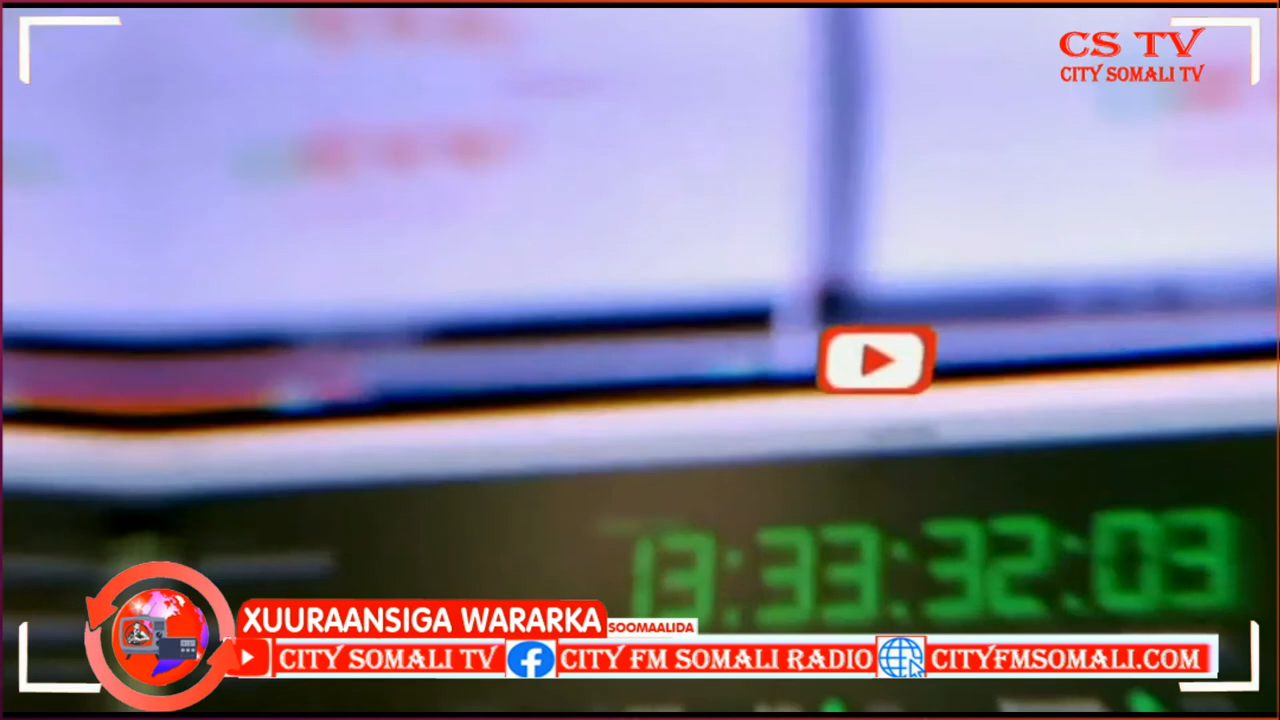 CS TV
CITY SOMALI TV
13:33:32:03
XUURAANSIGA WARARKA
SOOMAALIDA
CITY SOMALI TV CITY FM SOMALI RADIO CITYFMSOMALI.COM